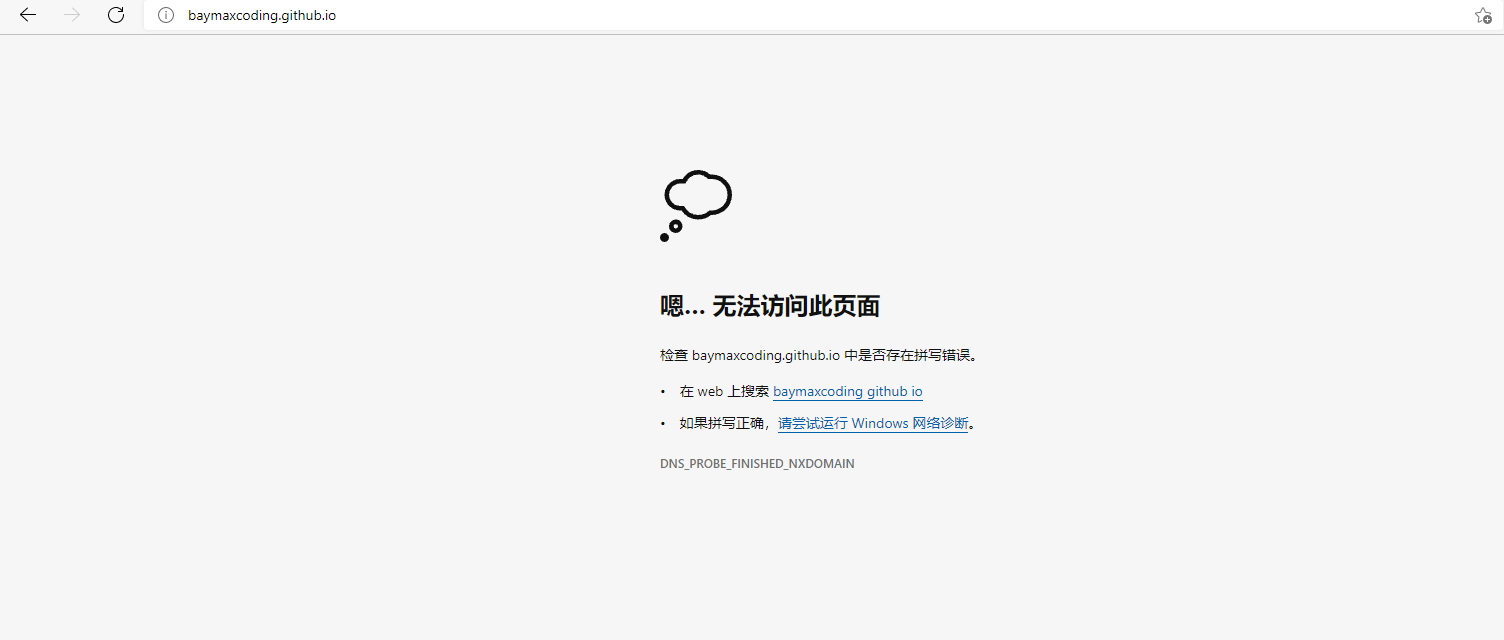 baymaxcoding.github.io
嗯... 无法访问此页面
检查 baymaxcoding.github.io 中是否存在拼写错误。
• 在 web 上搜索 baymaxcoding github io
• 如果拼写正确，请尝试运行 Windows 网络诊断。
DNS_PROBE_FINISHED_NXDOMAIN